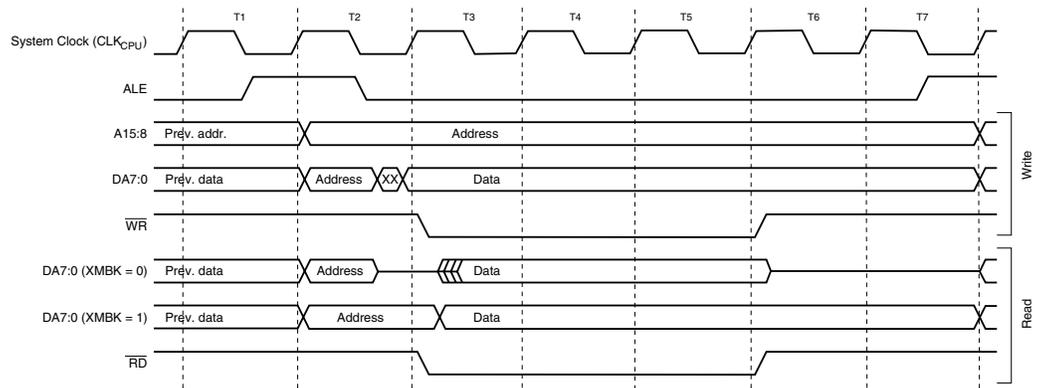 T1 T2 T3 T4 T5 T6 T7
System Clock (CLKCPU)
ALE
A15:8 Prev. addr. Address
DA7:0 Prev. data Address XX Data
WR
DA7:0 (XMBK = 0) Prev. data Address Data
DA7:0 (XMBK = 1) Prev. data Address Data
RD
Write
Read